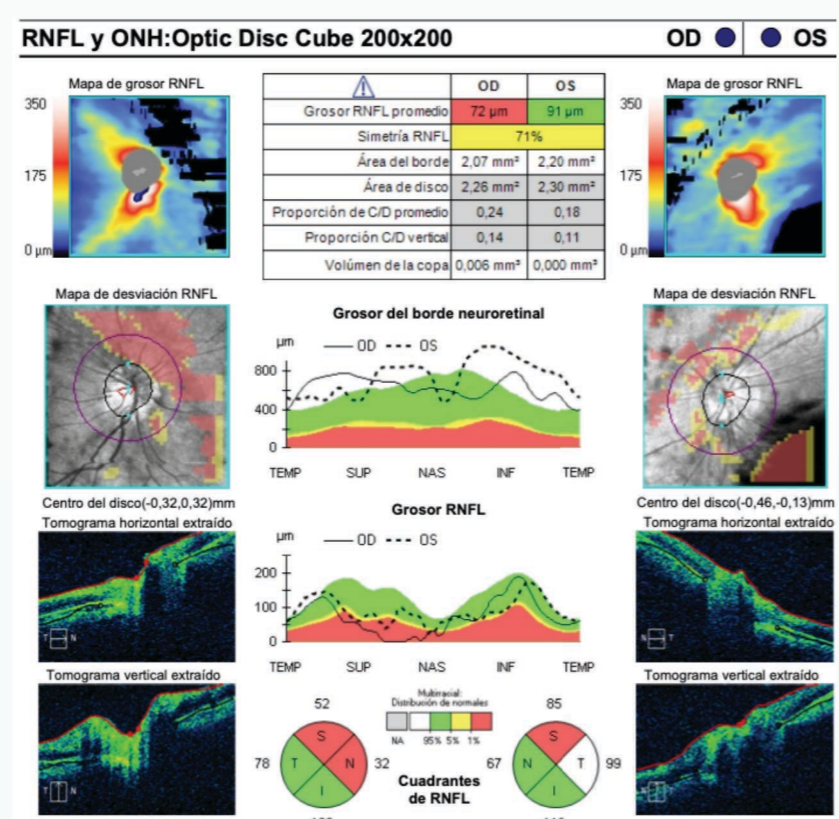 RNFL y ONH:Optic Disc Cube 200x200 OD OS
Mapa de grosor RNFL
350
175
0 µm
OD OS
Grosor RNFL promedio 72 µm 91 µm
Simetría RNFL 71%
Área del borde 2,07 mm² 2,20 mm²
Área de disco 2,26 mm² 2,30 mm²
Proporción de C/D promedio 0,24 0,18
Proporción C/D vertical 0,14 0,11
Volúmen de la copa 0,006 mm³ 0,000 mm³
Mapa de grosor RNFL
350
175
0 µm
Mapa de desviación RNFL
Centro del disco(-0,32,0,32)mm
Tomograma horizontal extraído
T N
Tomograma vertical extraído
T N
Grosor del borde neuroretinal
µm OD OS
800
400
0
TEMP SUP NAS INF TEMP
Grosor RNFL
µm OD OS
200
100
0
TEMP SUP NAS INF TEMP
Multirracial:
Distribución de normales
NA 95% 5% 1%
52
S
78 T N 32
I
Cuadrantes
de RNFL
85
S
67 N T 99
I
Mapa de desviación RNFL
Centro del disco(-0,46,-0,13)mm
Tomograma horizontal extraído
N T
Tomograma vertical extraído